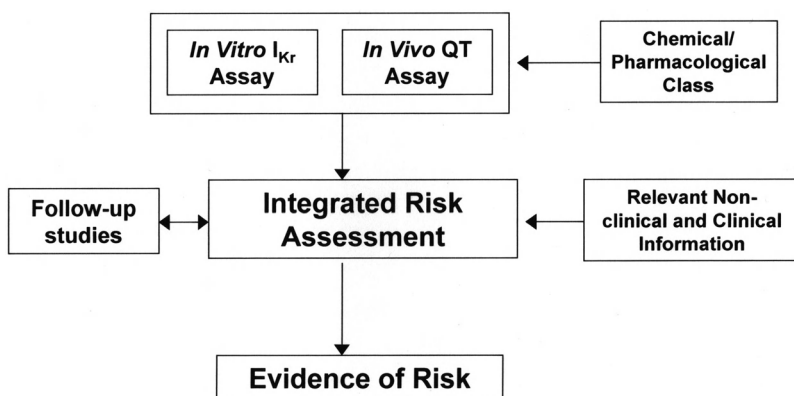 In Vitro IKr
Assay
In Vivo QT
Assay
Chemical/
Pharmacological
Class
Follow-up
studies
Integrated Risk
Assessment
Relevant Non-
clinical and Clinical
Information
Evidence of Risk